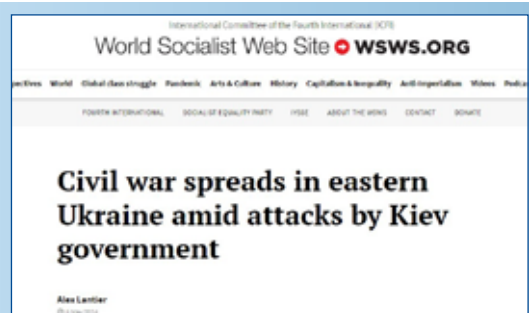 International Committee of the Fourth International (ICFI)
World Socialist Web Site WSWS.ORG
pectives World Global class struggle Pandemic Arts & Culture History Capitalism & Inequality Anti-Imperialism Videos Podca
FOURTH INTERNATIONAL SOCIALIST EQUALITY PARTY IYSSE ABOUT THE WSWS CONTACT DONATE
Civil war spreads in eastern
Ukraine amid attacks by Kiev
government
Alex Lantier